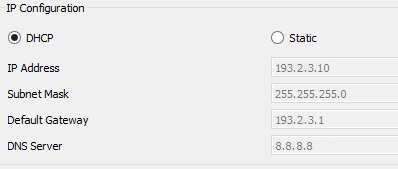 IP Configuration
DHCP Static
IP Address 193.2.3.10
Subnet Mask 255.255.255.0
Default Gateway 193.2.3.1
DNS Server 8.8.8.8